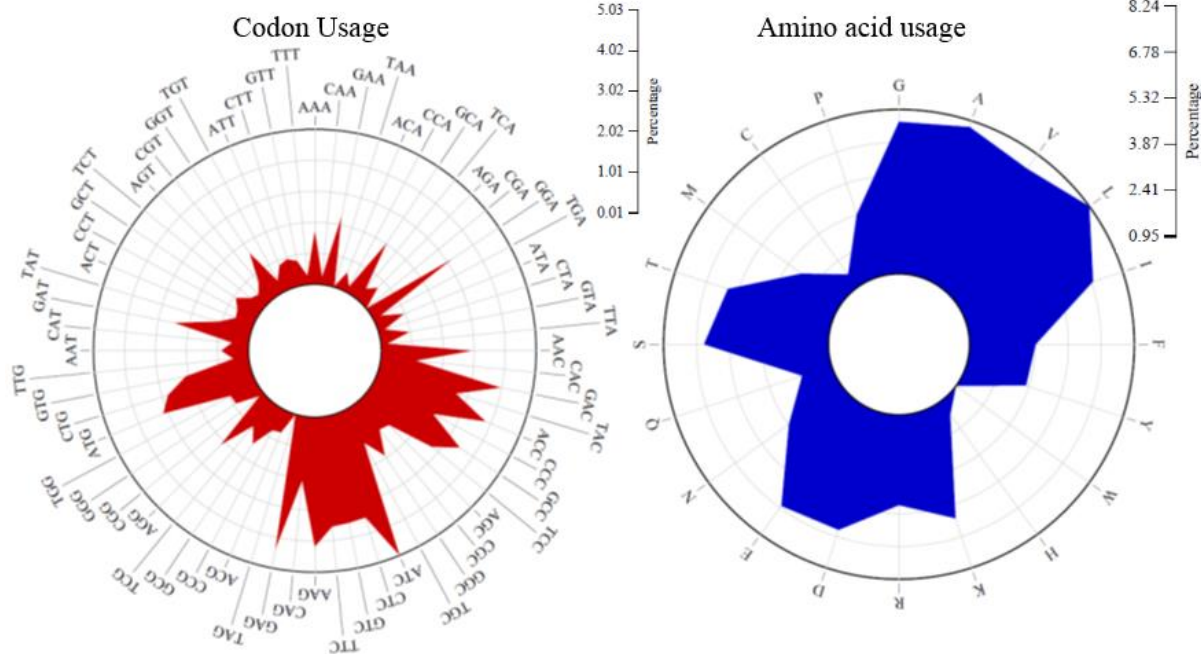 Codon Usage
Amino acid usage
AAA
CAA
GAA
TAA
ACA
CCA
GCA
TCA
AGA
CGA
GGA
TGA
ATA
CTA
GTA
TTA
AAC
CAC
GAC
TAC
ACC
CCC
GCC
TCC
AGC
CGC
GGC
TGC
ATC
CTC
GTC
TTC
AAG
CAG
GAG
TAG
ACG
CCG
GCG
TCG
AGG
CGG
GGG
TGG
ATG
CTG
GTG
TTG
AAT
CAT
GAT
TAT
ACT
CCT
GCT
TCT
AGT
CGT
GGT
TGT
ATT
CTT
GTT
TTT
5.03
4.02
3.02
2.02
1.01
0.01
Percentage
G
A
V
L
I
F
Y
W
H
K
R
D
E
N
Q
S
T
M
C
P
8.24
6.78
5.32
3.87
2.41
0.95
Percentage